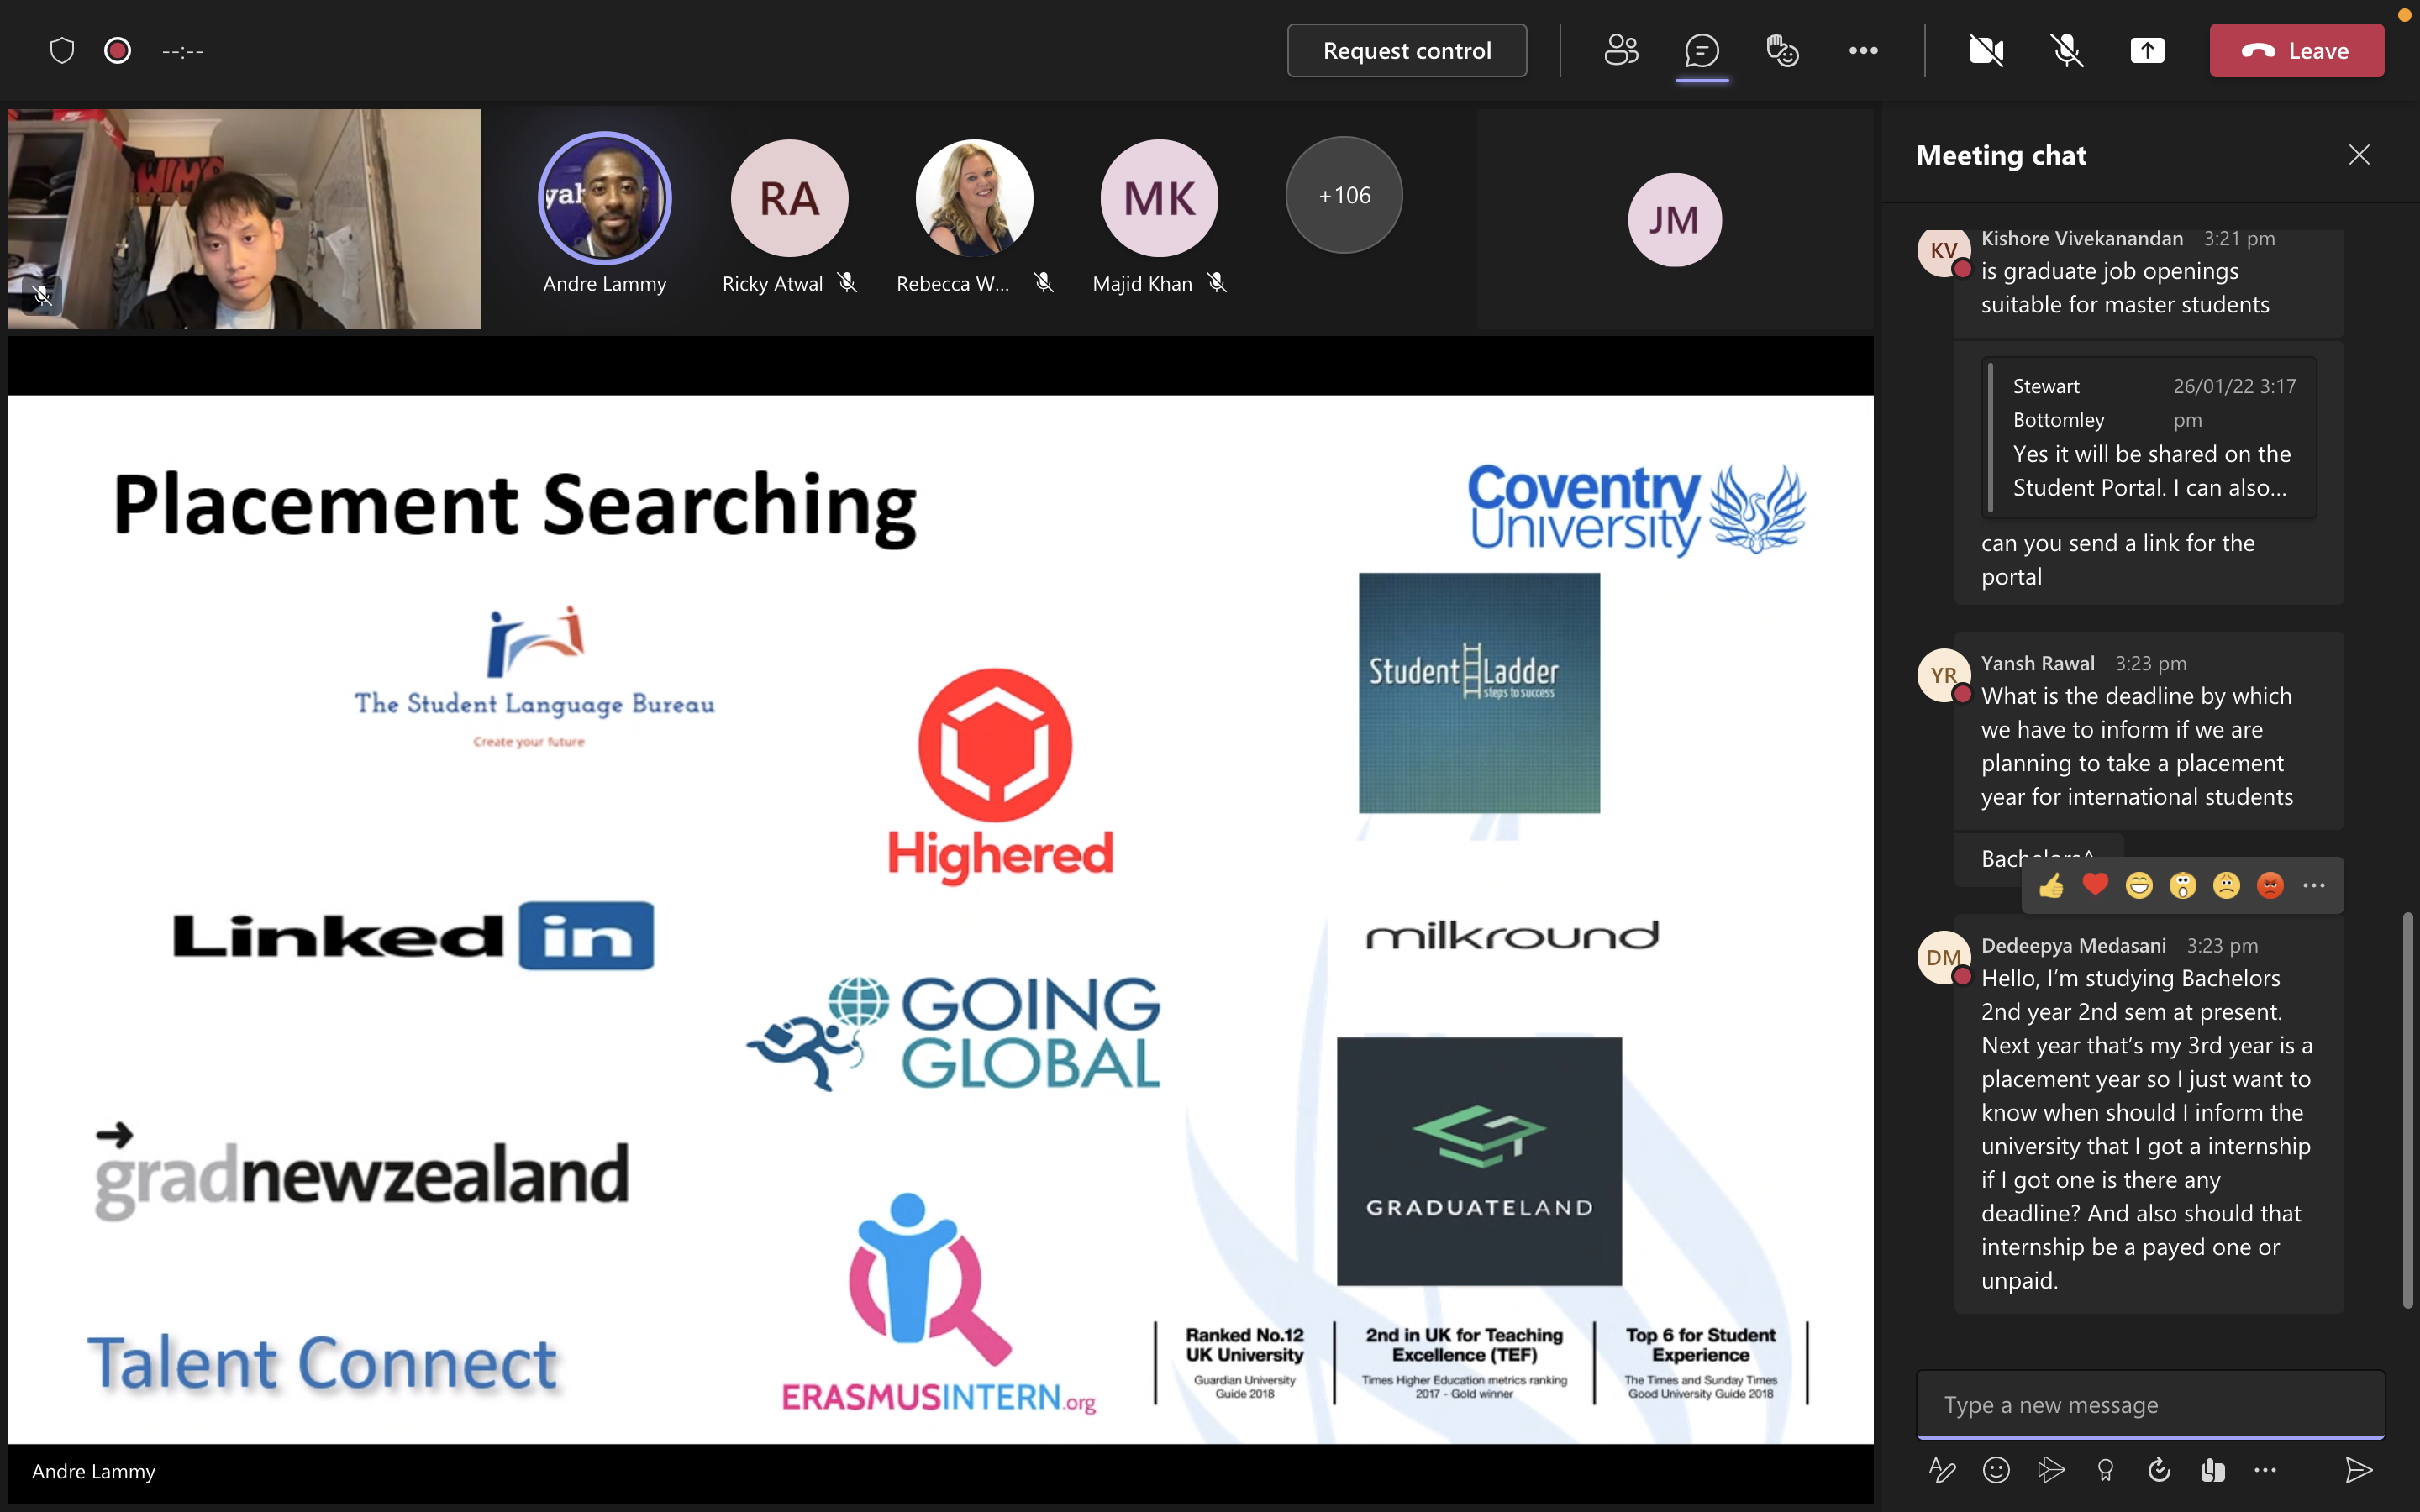 --:--
Request control
Leave
yah
Andre Lammy
RA
Ricky Atwal
Rebecca W...
MK
Majid Khan
+106
JM
Placement Searching
Coventry
University
The Student Language Bureau
Create your future
Highered
Student Ladder
steps to success
Linked in
milkround
GOING
GLOBAL
gradnewzealand
GRADUATELAND
Talent Connect
ERASMUSINTERN.org
Ranked No.12
UK University
Guardian University
Guide 2018
2nd in UK for Teaching
Excellence (TEF)
Times Higher Education metrics ranking
2017 - Gold winner
Top 6 for Student
Experience
The Times and Sunday Times
Good University Guide 2018
Andre Lammy
Meeting chat
KV
Kishore Vivekanandan 3:21 pm
is graduate job openings
suitable for master students
Stewart 26/01/22 3:17
Bottomley pm
Yes it will be shared on the
Student Portal. I can also...
can you send a link for the
portal
YR
Yansh Rawal 3:23 pm
What is the deadline by which
we have to inform if we are
planning to take a placement
year for international students
Bachelors^
DM
Dedeepya Medasani 3:23 pm
Hello, I’m studying Bachelors
2nd year 2nd sem at present.
Next year that’s my 3rd year is a
placement year so I just want to
know when should I inform the
university that I got a internship
if I got one is there any
deadline? And also should that
internship be a payed one or
unpaid.
Type a new message